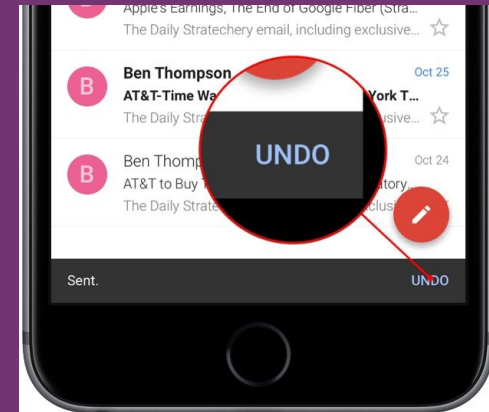 Apple's Earnings, The End of Google Fiber (Stra...
The Daily Stratechery email, including exclusive...
B
Ben Thompson
Oct 25
AT&T-Time Wa
York T...
The Daily Stra
usive...
UNDO
B
Ben Thomp
Oct 24
AT&T to Buy
atory,
The Daily Strate
clus
Sent.
UNDO